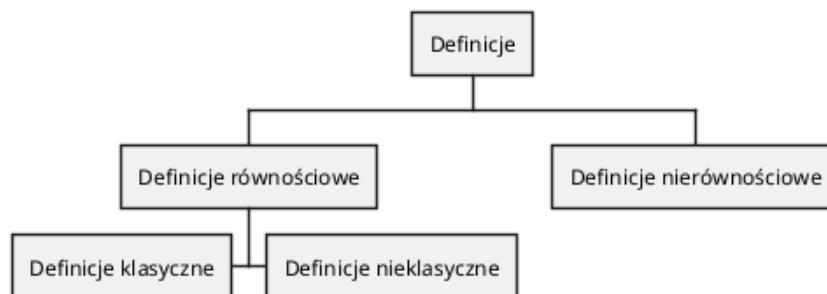 Definicje
Definicje równościowe
Definicje nierównościowe
Definicje klasyczne
Definicje nieklasyczne